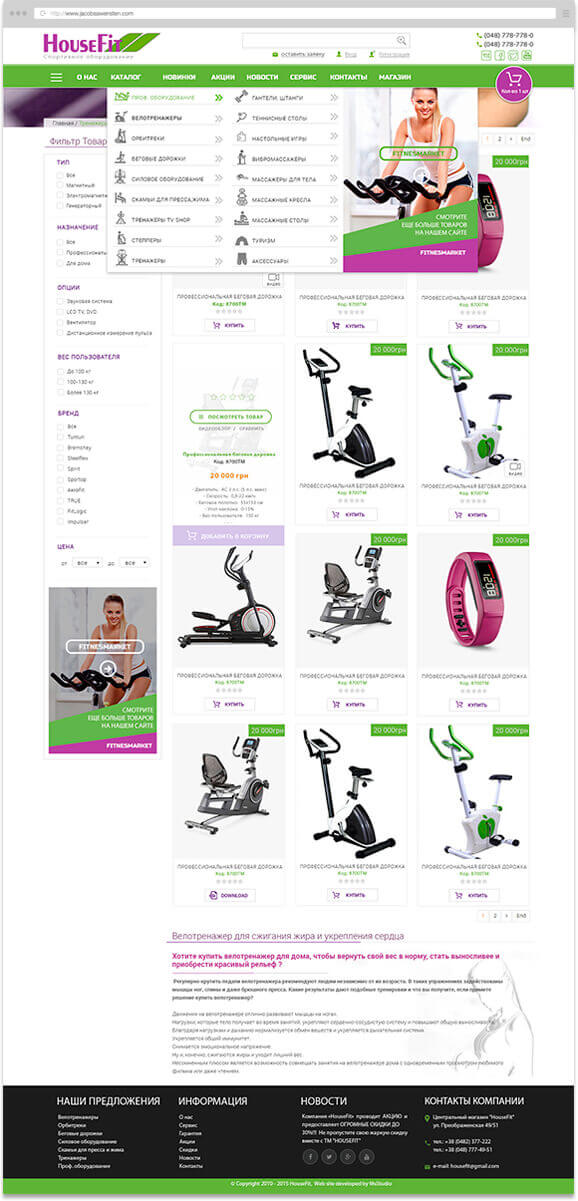 http://www.jacobsswensten.com
HOUSEFIT
Спортивное оборудование
оставить заявку
Вход
Регистрация
(048) 778-778-0
(048) 778-778-0
О НАС КАТАЛОГ НОВИНКИ АКЦИИ НОВОСТИ СЕРВИС КОНТАКТЫ МАГАЗИН
Кол-во 1 шт
ПРОФ. ОБОРУДОВАНИЕ
ВЕЛОТРЕНАЖЕРЫ
ОРБИТРЕКИ
БЕГОВЫЕ ДОРОЖКИ
СИЛОВОЕ ОБОРУДОВАНИЕ
СКАМЬИ ДЛЯ ПРЕССА,ЖИМА
ТРЕНАЖЕРЫ TV SHOP
СТЕППЕРЫ
ТРЕНАЖЕРЫ
ГАНТЕЛИ, ШТАНГИ
ТЕННИСНЫЕ СТОЛЫ
НАСТОЛЬНЫЕ ИГРЫ
ВИБРОМАССАЖЕРЫ
МАССАЖЕРЫ ДЛЯ ТЕЛА
МАССАЖНЫЕ КРЕСЛА
МАССАЖНЫЕ СТОЛЫ
ТУРИЗМ
АКСЕССУАРЫ
FITNESMARKET
СМОТРИТЕ
ЕЩЕ БОЛЬШЕ ТОВАРОВ
НА НАШЕМ САЙТЕ
FITNESMARKET
Главная / Тренажеры
1 2 > End
20 000грн
Фильтр Товар
ТИП
Все
Магнитный
Электромагнитн
Генераторный
НАЗНАЧЕНИЕ
Все
Профессиональн
Для дома
ОПЦИИ
Звуковая система
LCD TV, DVD
Вентилятор
Дистанционное измерение пульса
ВЕС ПОЛЬЗОВАТЕЛЯ
До 100 кг
100-130 кг
Более 130 кг
БРЕНД
Все
Tunturi
Bremshey
Steelflex
Spirit
Sportop
AeroFit
TRUE
FitLogic
Impulser
ЦЕНА
от все до все
FITNESMARKET
СМОТРИТЕ
ЕЩЕ БОЛЬШЕ ТОВАРОВ
НА НАШЕМ САЙТЕ
FITNESMARKET
ВИДЕО
ПРОФЕССИОНАЛЬНАЯ БЕГОВАЯ ДОРОЖКА
Код: 8700TM
КУПИТЬ
ПРОФЕССИОНАЛЬНАЯ БЕГОВАЯ ДОРОЖКА
Код: 8700TM
КУПИТЬ
ПРОФЕССИОНАЛЬНАЯ БЕГОВАЯ ДОРОЖКА
Код: 8700TM
КУПИТЬ
ПОСМОТРЕТЬ ТОВАР
ВИДЕООБЗОР / СРАВНИТЬ
Профессиональная беговая дорожка
Код: 8700TM
20 000 грн
Двигатель: AC 3 л.с. (5 л.с. макс)
Скорость: 0,8-22 км/ч
Беговое полотно: 51х153 см
Угол наклона: 0-15%
Вес пользователя: 150 кг
ДОБАВИТЬ В КОРЗИНУ
20 000грн
ПРОФЕССИОНАЛЬНАЯ БЕГОВАЯ ДОРОЖКА
Код: 8700TM
КУПИТЬ
20 000грн
ВИДЕО
ПРОФЕССИОНАЛЬНАЯ БЕГОВАЯ ДОРОЖКА
Код: 8700TM
КУПИТЬ
ПРОФЕССИОНАЛЬНАЯ БЕГОВАЯ ДОРОЖКА
Код: 8700TM
КУПИТЬ
20 000грн
ПРОФЕССИОНАЛЬНАЯ БЕГОВАЯ ДОРОЖКА
Код: 8700TM
КУПИТЬ
20 000грн
ПРОФЕССИОНАЛЬНАЯ БЕГОВАЯ ДОРОЖКА
Код: 8700TM
КУПИТЬ
20 000грн
ПРОФЕССИОНАЛЬНАЯ БЕГОВАЯ ДОРОЖКА
Код: 8700TM
DOWNLOAD
20 000грн
ПРОФЕССИОНАЛЬНАЯ БЕГОВАЯ ДОРОЖКА
Код: 8700TM
КУПИТЬ
20 000грн
ПРОФЕССИОНАЛЬНАЯ БЕГОВАЯ ДОРОЖКА
Код: 8700TM
КУПИТЬ
1 2 > End
Велотренажер для сжигания жира и укрепления сердца
Хотите купить велотренажер для дома, чтобы вернуть свой вес в норму, стать выносливее и
приобрести красивый рельеф ?
Регулярно крутить педали велотренажера рекомендуют людям независимо от их возраста. В таких упражнениях задействованы
мышцы ног, спины и даже брюшного пресса. Какие результаты дают подобные тренировки и что вы получите, если примете
решение купить велотренажер?
Движения на велотренажере отлично развивают мышцы на ногах.
Нагрузки, которые тело получает во время занятий, укрепляют сердечно-сосудистую систему и повышают общую выносливость.
Благодаря нагрузкам и дыханию нормализуется обмен веществ и укрепляется дыхательная система.
Укрепляется общий иммунитет.
Снимается эмоциональное напряжение.
Ну и, конечно, сжигаются жиры и уходит лишний вес.
Несомненным плюсом является возможность совмещать занятия на велотренажере дома с одновременным просмотром любимого
фильма или даже чтением.
НАШИ ПРЕДЛОЖЕНИЯ
Велотренажеры
Орбитреки
Беговые дорожки
Силовое оборудование
Скамьи для пресса и жима
Тренажеры
Проф.оборудование
ИНФОРМАЦИЯ
О нас
Сервис
Гарантия
Акции
Скидки
Новости
Контакты
НОВОСТИ
Компания «HouseFit» проводит АКЦИЮ и
предоставляет ОГРОМНЫЕ СКИДКИ ДО
30%!!! Не пропустите свою жаркую скидку
вместе с ТМ "HOUSEFIT"
КОНТАКТЫ КОМПАНИИ
Центральный магазин "HouseFit"
ул. Преображенская 49/51
тел.: +38 (0482) 377-222
тел.: +38 (048) 777-49-51
e-mail: housefit@gmail.com
© Copyright 2010 - 2015 HouseFit, Web site developed by WsStudio